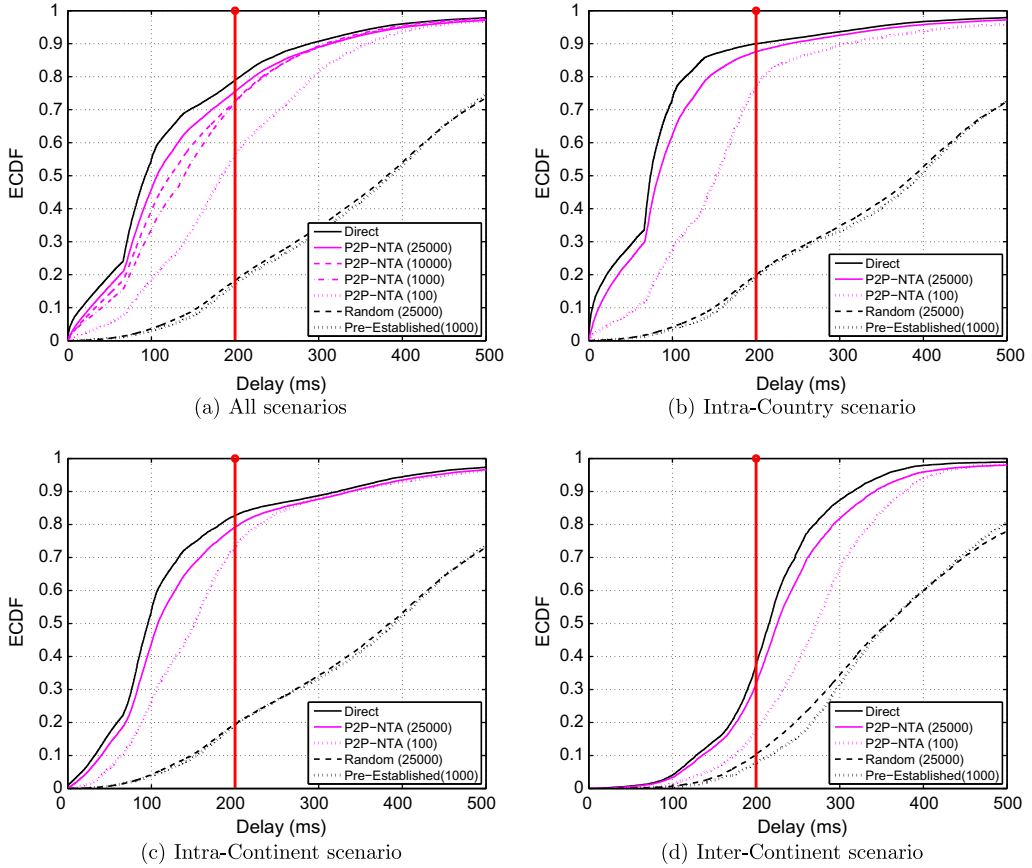 1
0.9
0.8
0.7
0.6
0.5
0.4
0.3
0.2
0.1
0
ECDF
0 100 200 300 400 500
Delay (ms)
Direct
P2P−NTA (25000)
P2P−NTA (10000)
P2P−NTA (1000)
P2P−NTA (100)
Random (25000)
Pre−Established(1000)
(a) All scenarios
1
0.9
0.8
0.7
0.6
0.5
0.4
0.3
0.2
0.1
0
ECDF
0 100 200 300 400 500
Delay (ms)
Direct
P2P−NTA (25000)
P2P−NTA (100)
Random (25000)
Pre−Established(1000)
(b) Intra-Country scenario
1
0.9
0.8
0.7
0.6
0.5
0.4
0.3
0.2
0.1
0
ECDF
0 100 200 300 400 500
Delay (ms)
Direct
P2P−NTA (25000)
P2P−NTA (100)
Random (25000)
Pre−Established(1000)
(c) Intra-Continent scenario
1
0.9
0.8
0.7
0.6
0.5
0.4
0.3
0.2
0.1
0
ECDF
0 100 200 300 400 500
Delay (ms)
Direct
P2P−NTA (25000)
P2P−NTA (100)
Random (25000)
Pre−Established(1000)
(d) Inter-Continent scenario